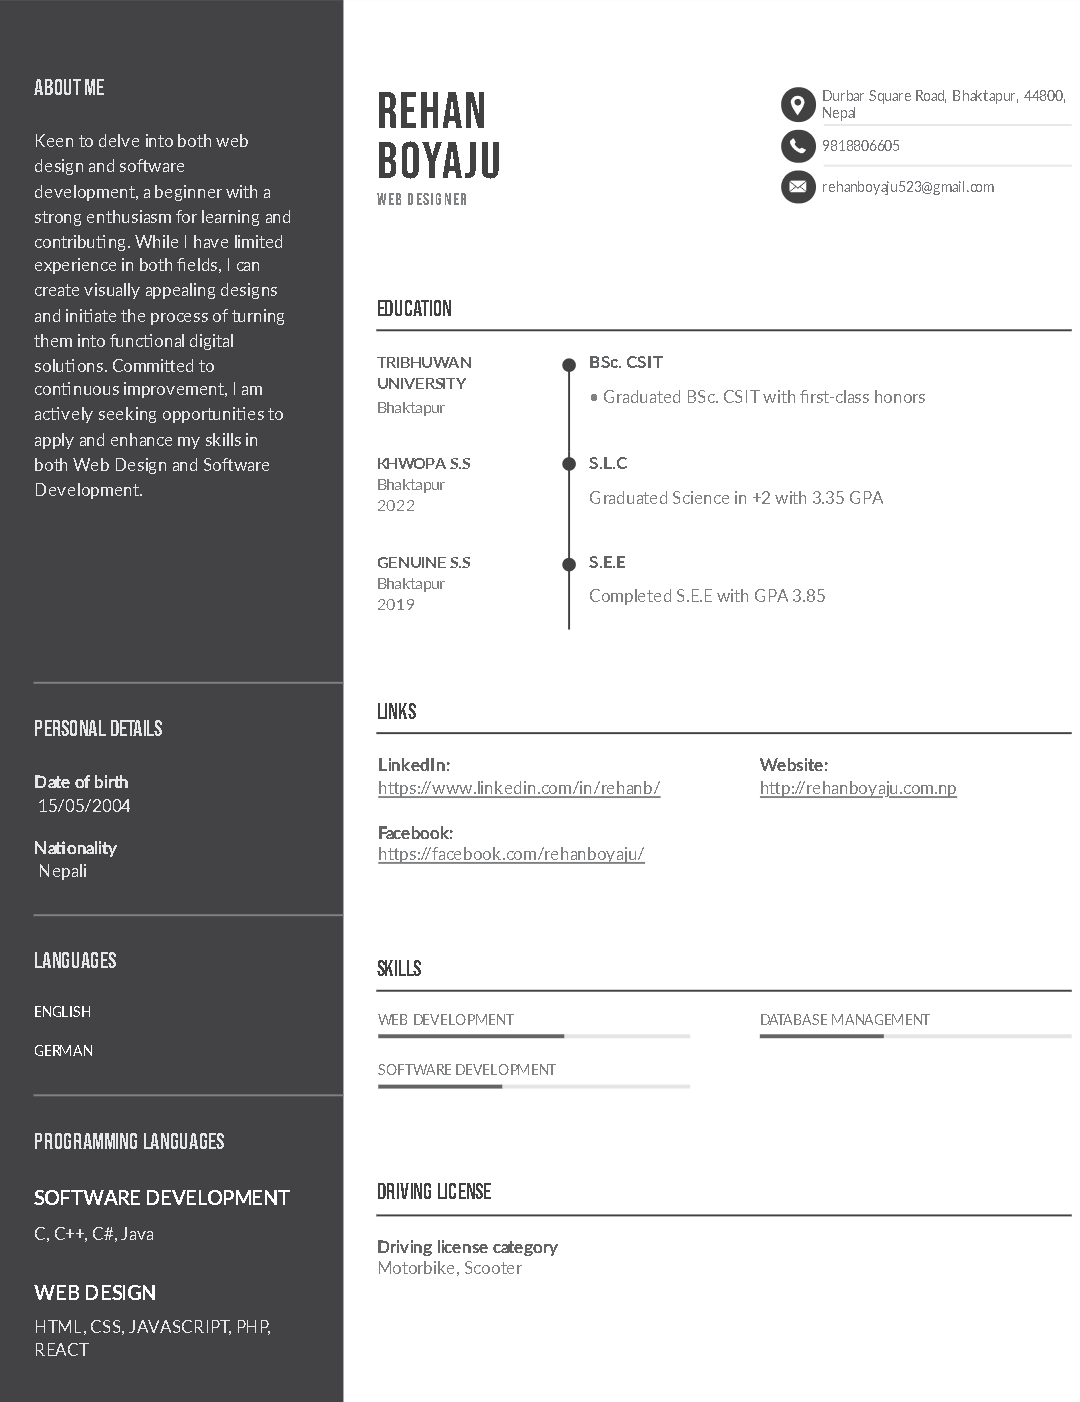 ABOUT ME
Keen to delve into both web
design and software
development, a beginner with a
strong enthusiasm for learning and
contributing. While I have limited
experience in both fields, I can
create visually appealing designs
and initiate the process of turning
them into functional digital
solutions. Committed to
continuous improvement, I am
actively seeking opportunities to
apply and enhance my skills in
both Web Design and Software
Development.
PERSONAL DETAILS
Date of birth
15/05/2004
Nationality
Nepali
LANGUAGES
ENGLISH
GERMAN
PROGRAMMING LANGUAGES
SOFTWARE DEVELOPMENT
C, C++, C#, Java
WEB DESIGN
HTML, CSS, JAVASCRIPT, PHP,
REACT
REHAN
BOYAJU
WEB DESIGNER
Durbar Square Road, Bhaktapur, 44800,
Nepal
9818806605
rehanboyaju523@gmail.com
EDUCATION
TRIBHUWAN
UNIVERSITY
Bhaktapur
BSc. CSIT
• Graduated BSc. CSIT with first-class honors
KHWOPA S.S
Bhaktapur
2022
S.L.C
Graduated Science in +2 with 3.35 GPA
GENUINE S.S
Bhaktapur
2019
S.E.E
Completed S.E.E with GPA 3.85
LINKS
LinkedIn:
https://www.linkedin.com/in/rehanb/
Website:
http://rehanboyaju.com.np
Facebook:
https://facebook.com/rehanboyaju/
SKILLS
WEB DEVELOPMENT
DATABASE MANAGEMENT
SOFTWARE DEVELOPMENT
DRIVING LICENSE
Driving license category
Motorbike, Scooter